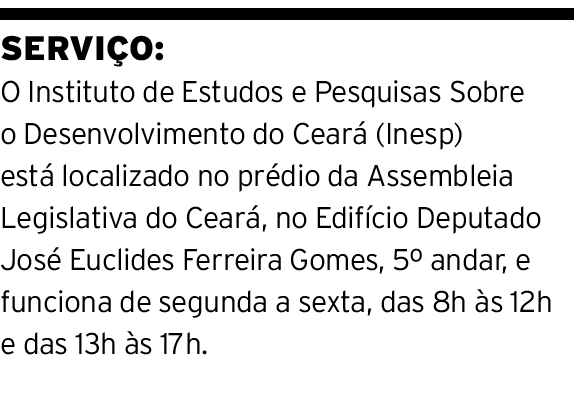 SERVIÇO:
O Instituto de Estudos e Pesquisas Sobre
o Desenvolvimento do Ceará (Inesp)
está localizado no prédio da Assembleia
Legislativa do Ceará, no Edifício Deputado
José Euclides Ferreira Gomes, 5º andar, e
funciona de segunda a sexta, das 8h às 12h
e das 13h às 17h.